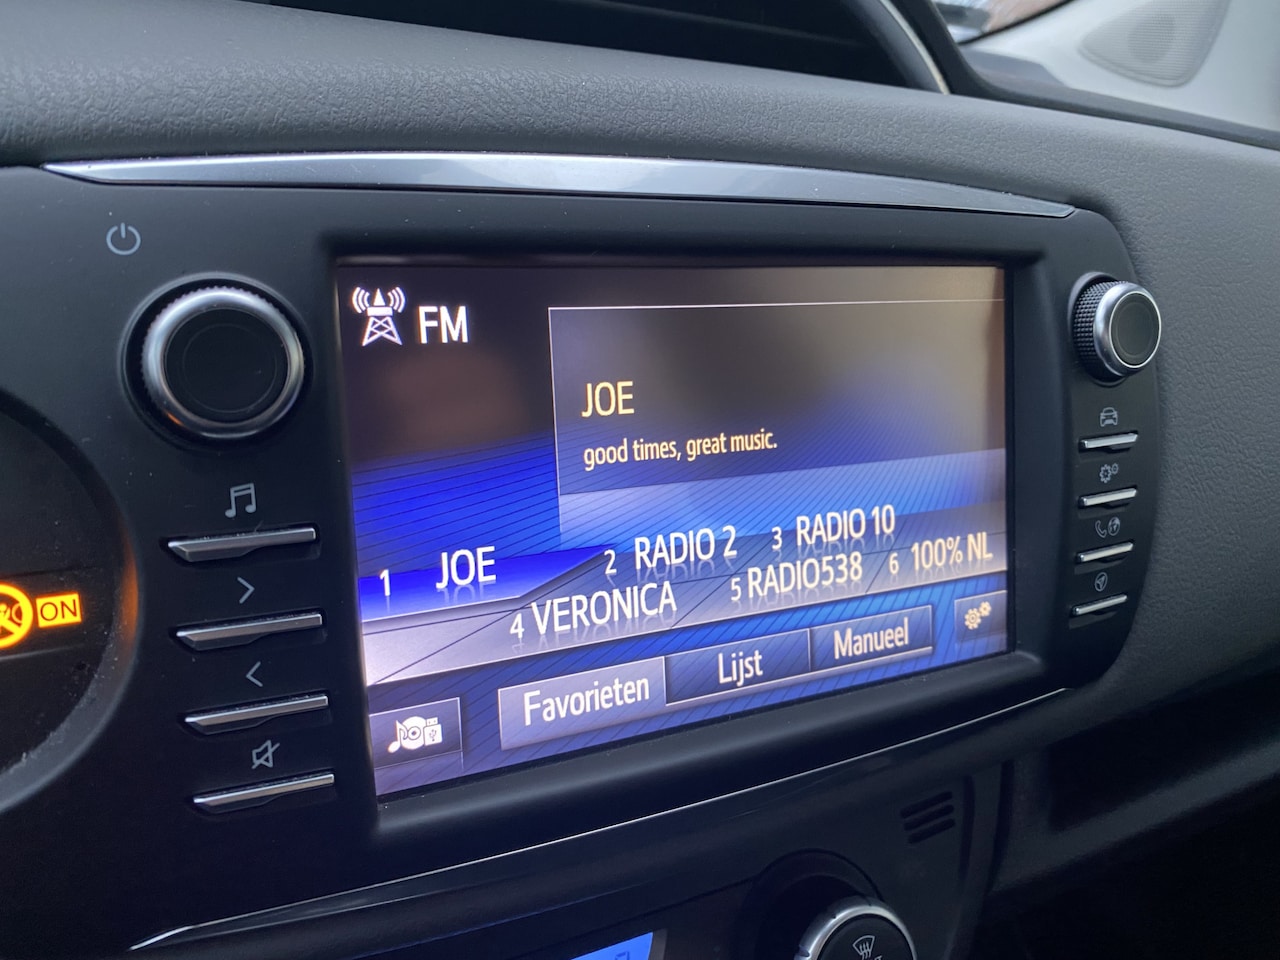 FM
JOE
good times, great music.
1 JOE
2 RADIO 2
3 RADIO 10
4 VERONICA
5 RADIO538
6 100% NL
Favorieten
Lijst
Manueel
ON